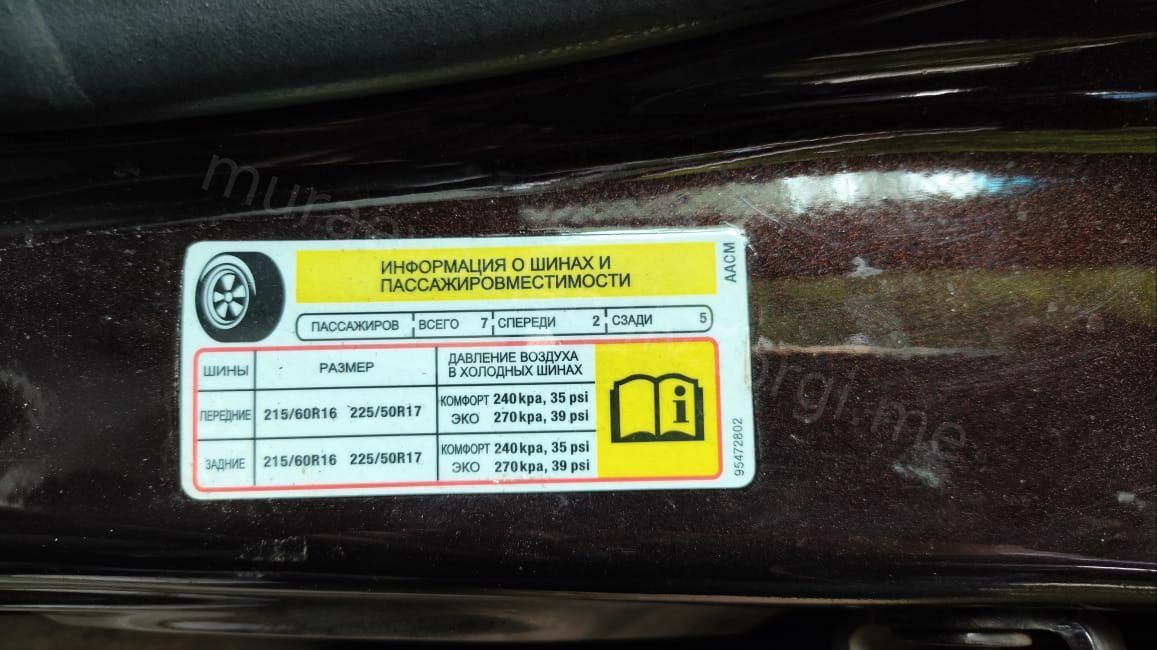 ИНФОРМАЦИЯ О ШИНАХ И
ПАССАЖИРОВМЕСТИМОСТИ
AACM
ПАССАЖИРОВ ВСЕГО 7 СПЕРЕДИ 2 СЗАДИ 5
ШИНЫ РАЗМЕР ДАВЛЕНИЕ ВОЗДУХА
В ХОЛОДНЫХ ШИНАХ
ПЕРЕДНИЕ 215/60R16 225/50R17 КОМФОРТ 240kpa, 35 psi
ЭКО 270kpa, 39 psi
ЗАДНИЕ 215/60R16 225/50R17 КОМФОРТ 240kpa, 35 psi
ЭКО 270kpa, 39 psi
95472802